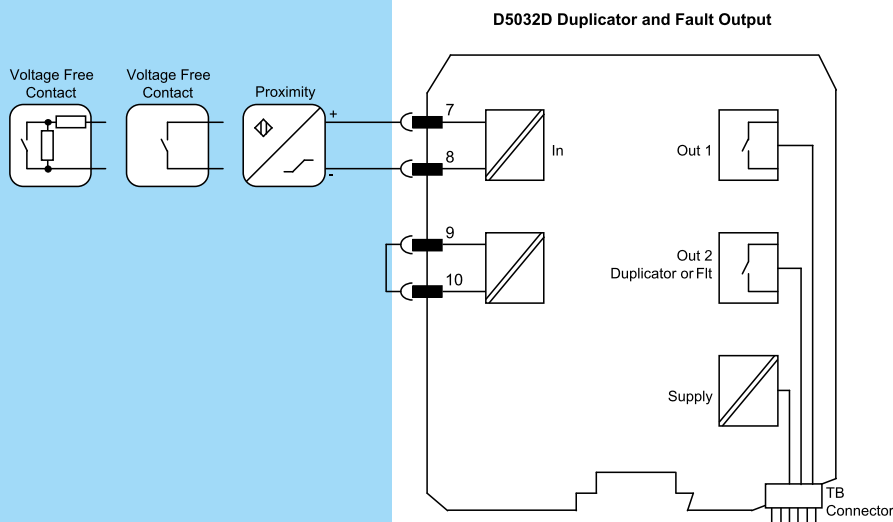 D5032D Duplicator and Fault Output
Voltage Free
Contact
Voltage Free
Contact
Proximity
+
-
7
8
In
9
10
Out 1
Out 2
Duplicator or Flt
Supply
TB
Connector